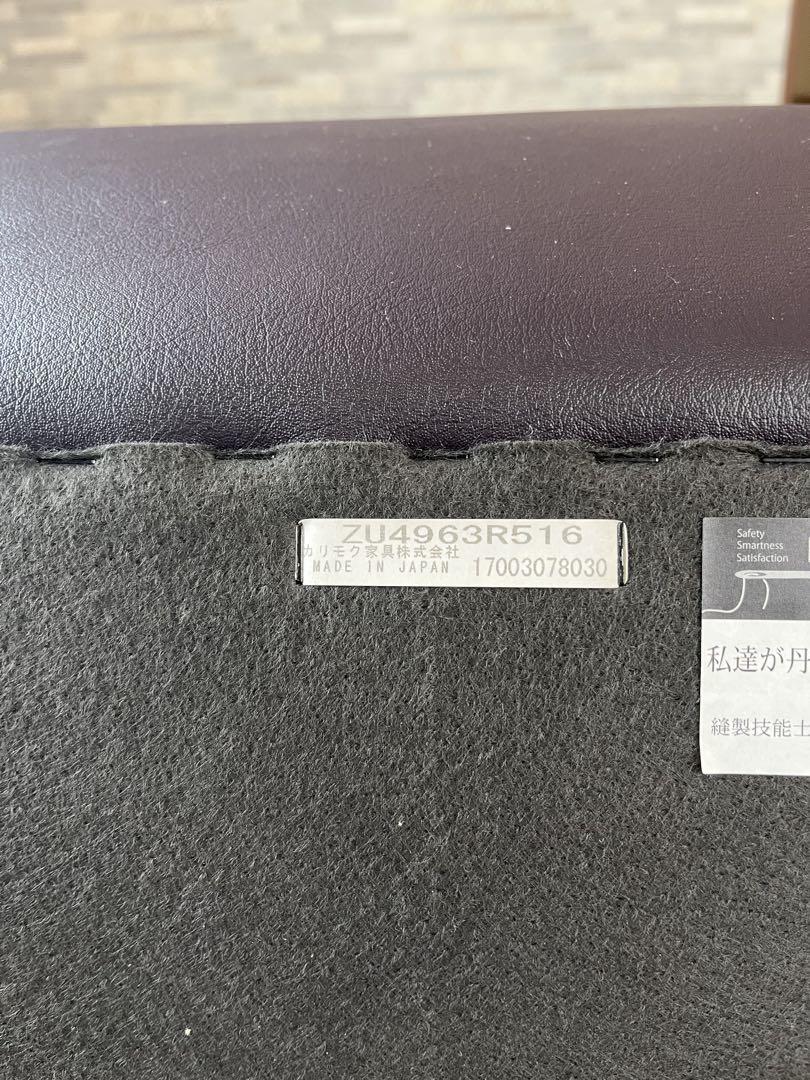 ZU4963R516
カリモク家具株式会社
MADE IN JAPAN 17003078030
Safety
Smartness
Satisfaction
私達が丹
縫製技能士